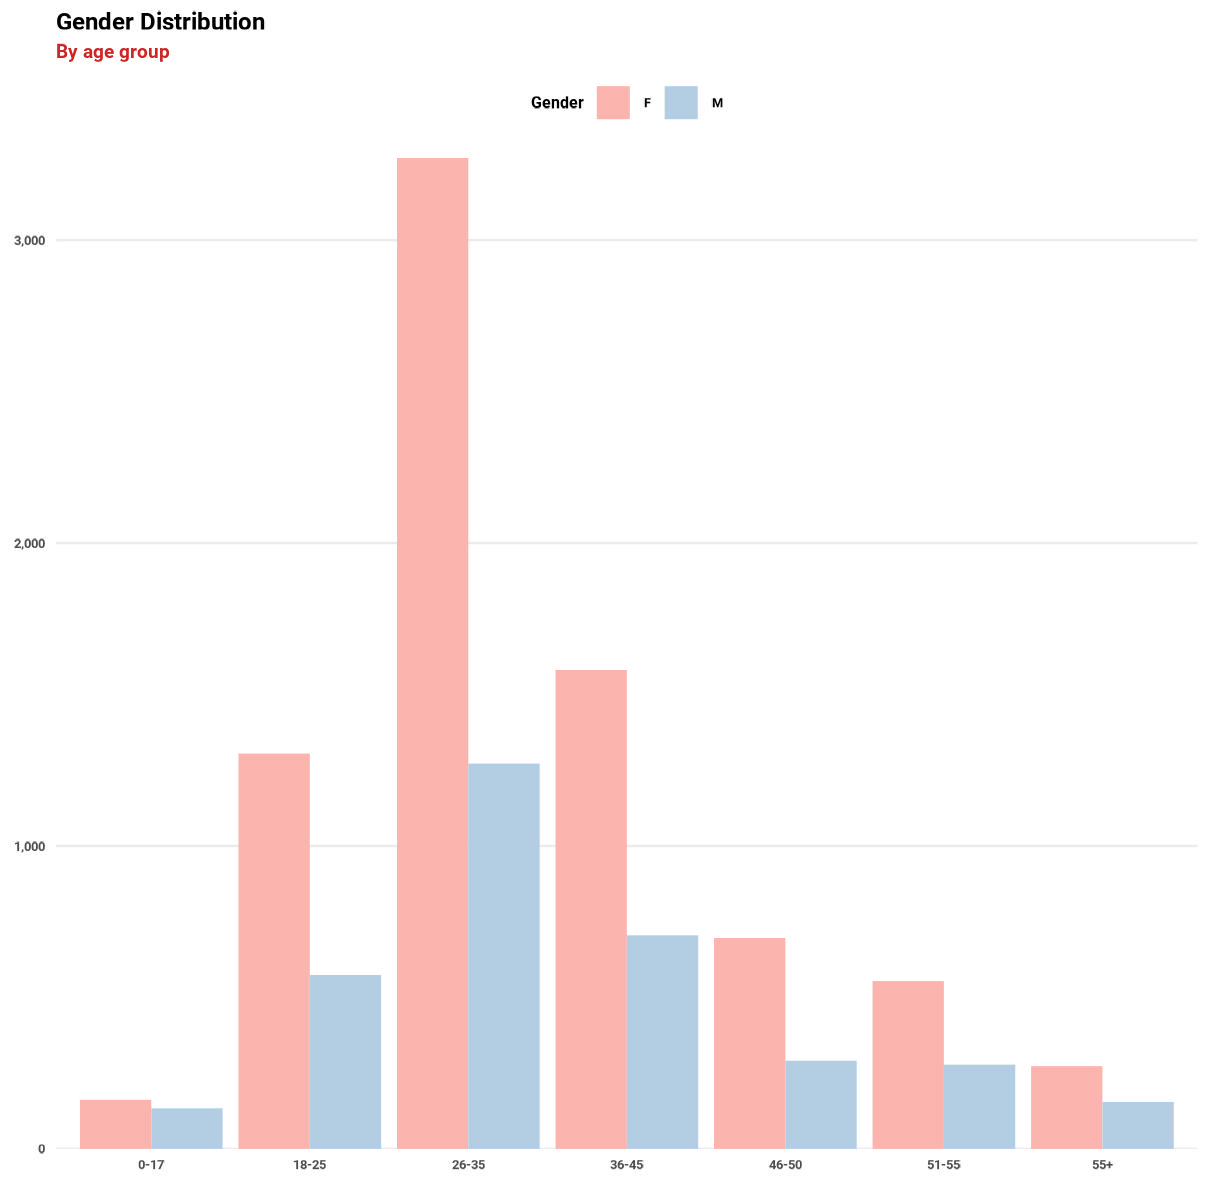 Gender Distribution
By age group
Gender F M
3,000
2,000
1,000
0
0-17 18-25 26-35 36-45 46-50 51-55 55+